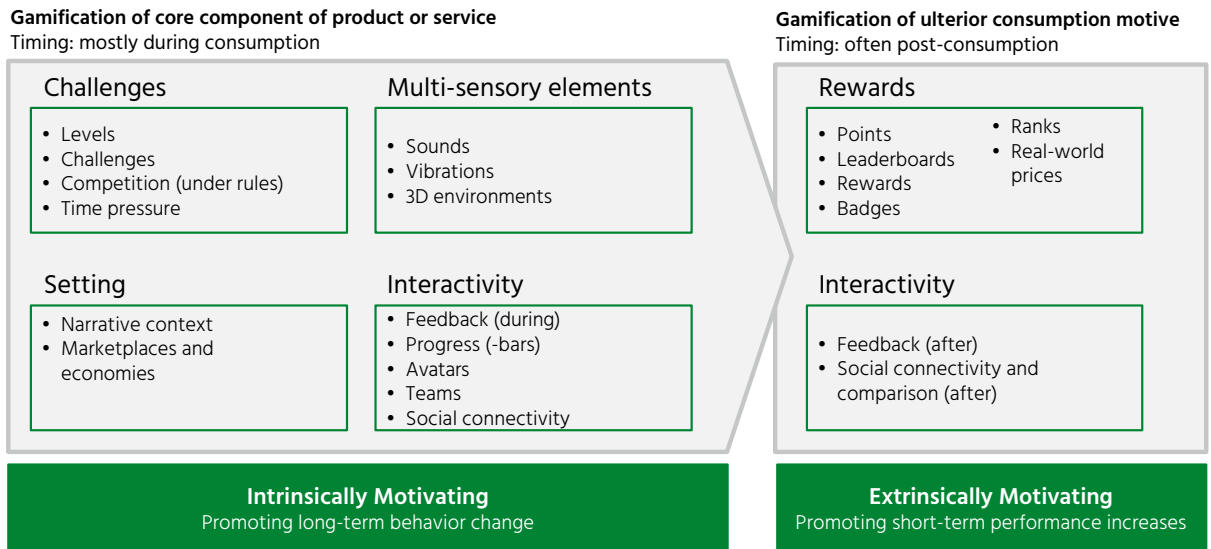 Gamification of core component of product or service
Timing: mostly during consumption
Challenges
• Levels
• Challenges
• Competition (under rules)
• Time pressure
Multi-sensory elements
• Sounds
• Vibrations
• 3D environments
Setting
• Narrative context
• Marketplaces and
economies
Interactivity
• Feedback (during)
• Progress (-bars)
• Avatars
• Teams
• Social connectivity
Intrinsically Motivating
Promoting long-term behavior change
Gamification of ulterior consumption motive
Timing: often post-consumption
Rewards
• Points
• Leaderboards
• Rewards
• Badges
• Ranks
• Real-world
prices
Interactivity
• Feedback (after)
• Social connectivity and
comparison (after)
Extrinsically Motivating
Promoting short-term performance increases